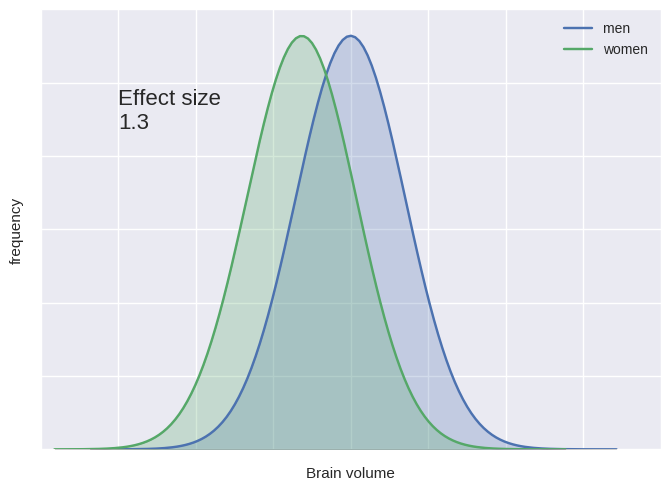 men
women
Effect size
1.3
frequency
Brain volume